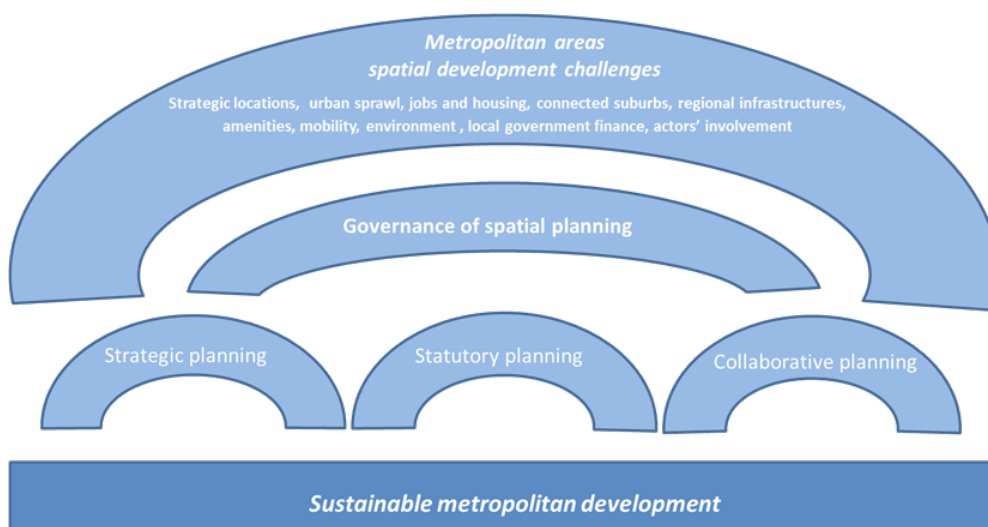 Metropolitan areas
spatial development challenges
Strategic locations, urban sprawl, jobs and housing, connected suburbs, regional infrastructures,
amenities, mobility, environment , local government finance, actors' involvement
Governance of spatial planning
Strategic planning
Statutory planning
Collaborative planning
Sustainable metropolitan development